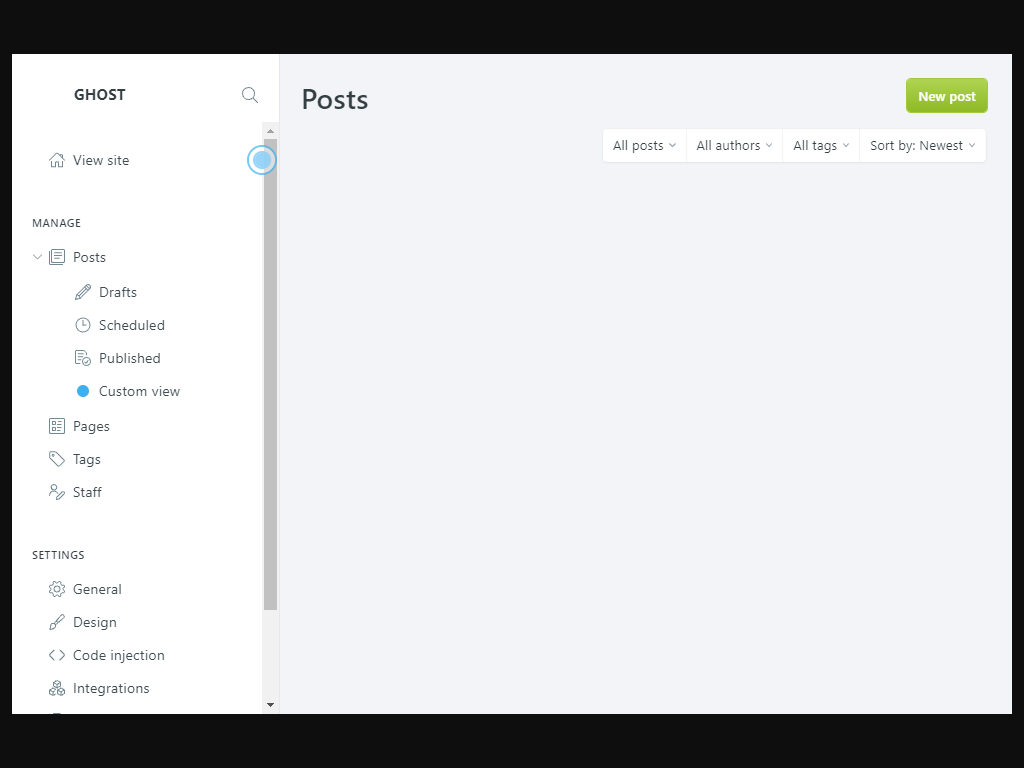 GHOST
View site
MANAGE
Posts
Drafts
Scheduled
Published
Custom view
Pages
Tags
Staff
SETTINGS
General
Design
Code injection
Integrations
Posts
New post
All posts All authors All tags Sort by: Newest